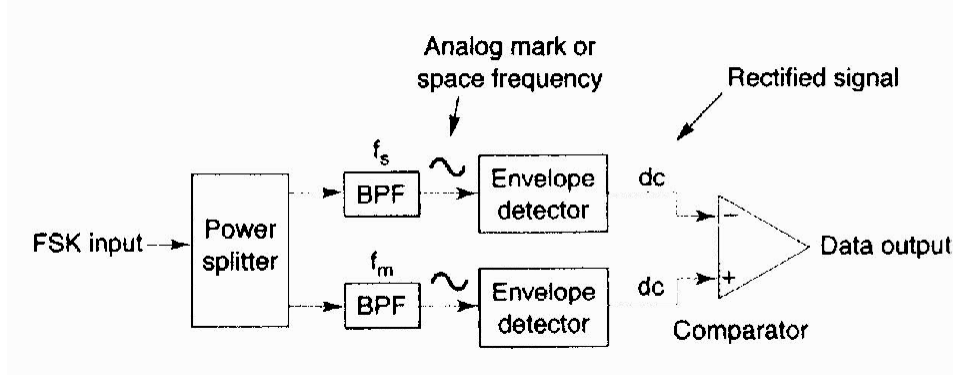 Analog mark or
space frequency
Rectified signal
fs
BPF
Envelope
detector
dc
−
FSK input
Power
splitter
Data output
fm
BPF
Envelope
detector
dc
+
Comparator